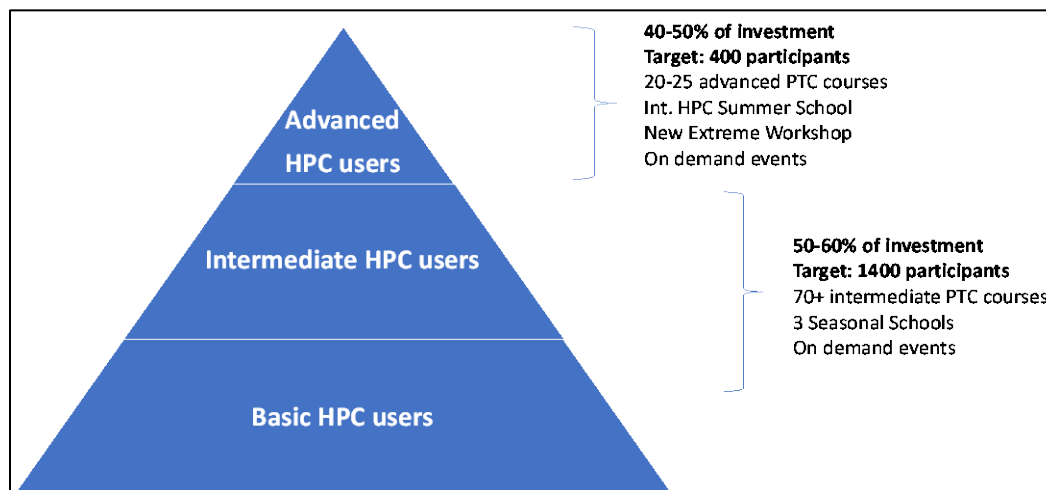 Advanced
HPC users
Intermediate HPC users
Basic HPC users
40-50% of investment
Target: 400 participants
20-25 advanced PTC courses
Int. HPC Summer School
New Extreme Workshop
On demand events
50-60% of investment
Target: 1400 participants
70+ intermediate PTC courses
3 Seasonal Schools
On demand events